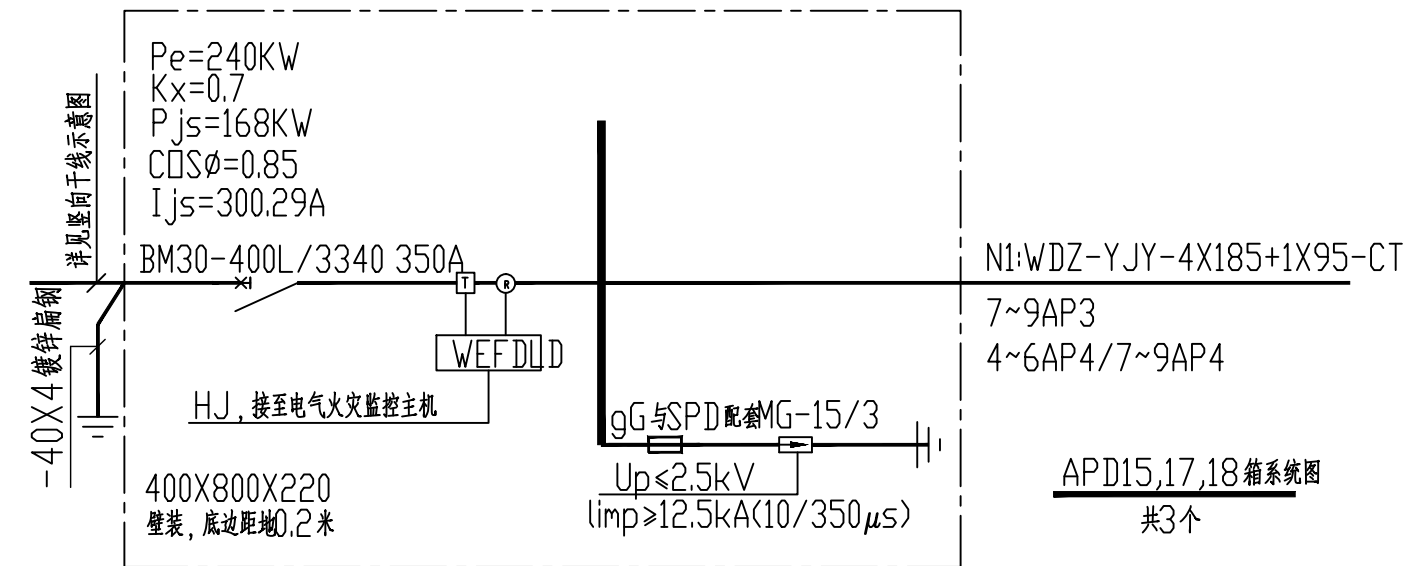 Pe=240KW
Kx=0.7
Pjs=168KW
COSø=0.85
Ijs=300.29A
详见竖向干线示意图
BM30-400L/3340 350A
T
R
WEFDLD
HJ,接至电气火灾监控主机
-40X4镀锌扁钢
N1:WDZ-YJY-4X185+1X95-CT
7~9AP3
4~6AP4/7~9AP4
gG与SPD配套MG-15/3
Up≤2.5kV
limp≥12.5kA(10/350μs)
400X800X220
壁装,底边距地0.2米
APD15,17,18箱系统图
共3个